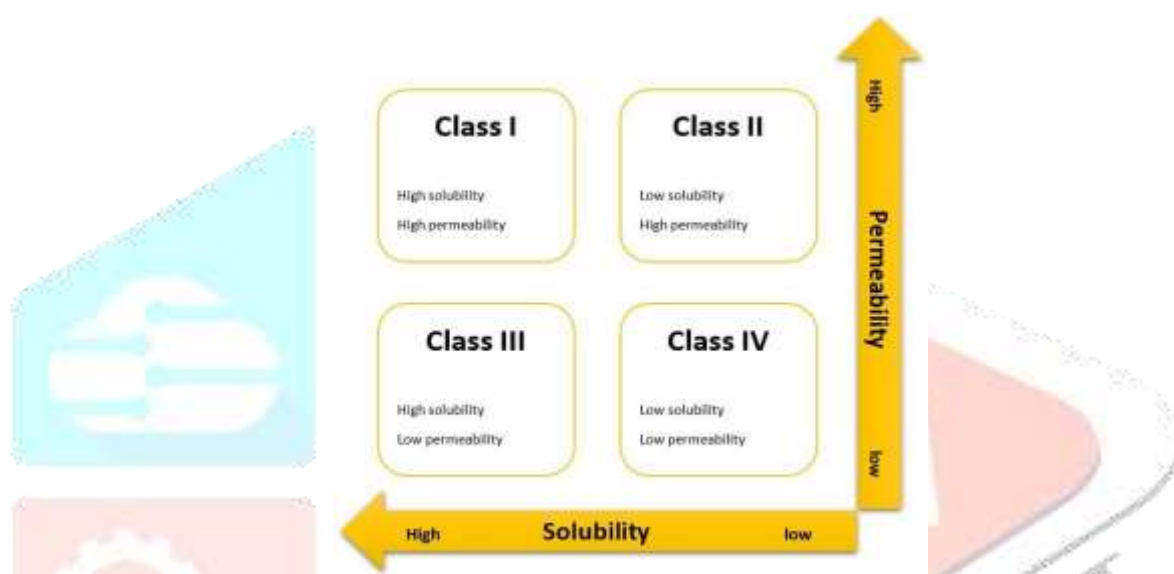 Class I
High solubility
High permeability
Class II
Low solubility
High permeability
Class III
High solubility
Low permeability
Class IV
Low solubility
Low permeability
High
Permeability
low
High Solubility low